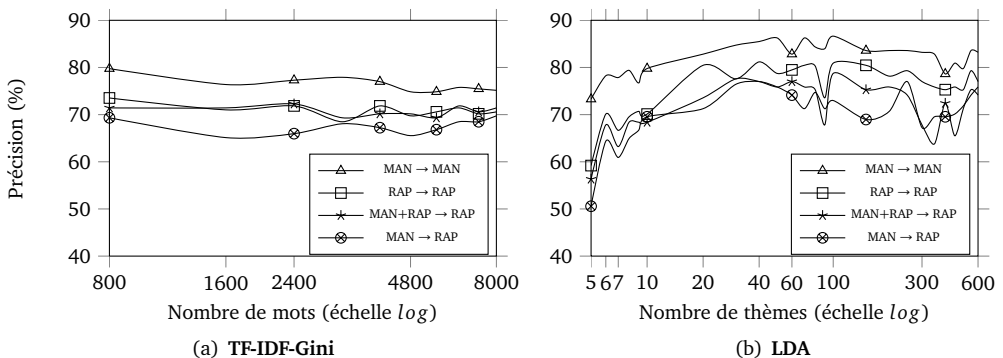 Précision (%)
90
80
70
60
50
40
MAN → MAN
RAP → RAP
MAN+RAP → RAP
MAN → RAP
800 1600 2400 4800 8000
Nombre de mots (échelle log)
(a) TF-IDF-Gini
90
80
70
60
50
40
MAN → MAN
RAP → RAP
MAN+RAP → RAP
MAN → RAP
5 6 7 10 20 40 60 100 300 600
Nombre de thèmes (échelle log)
(b) LDA